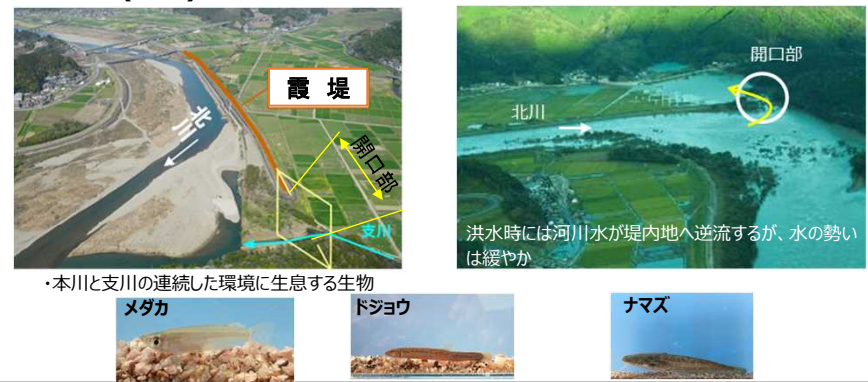 霞 堤
北川
開口部
支川
開口部
北川
洪水時には河川水が堤内地へ逆流するが、水の勢い
は緩やか
・本川と支川の連続した環境に生息する生物
メダカ
ドジョウ
ナマズ